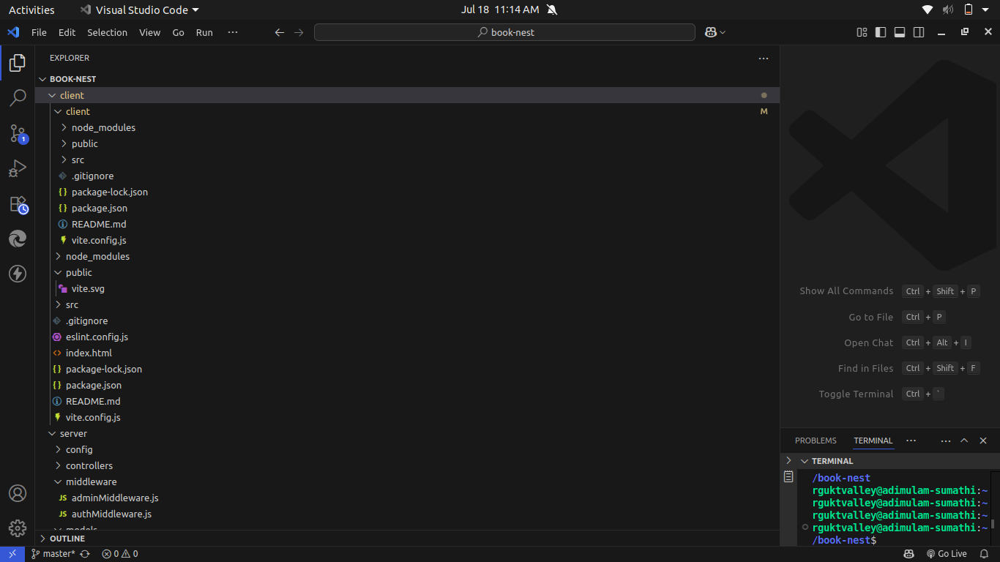 Activities Visual Studio Code Jul 18 11:14 AM
File Edit Selection View Go Run ··· book-nest
EXPLORER ···
BOOK-NEST
client
client M
node_modules
public
src
.gitignore
{} package-lock.json
{} package.json
README.md
vite.config.js
node_modules
public
vite.svg
src
.gitignore
eslint.config.js
<> index.html
{} package-lock.json
{} package.json
README.md
vite.config.js
server
config
controllers
middleware
JS adminMiddleware.js
JS authMiddleware.js
models
OUTLINE
1
Show All Commands Ctrl + Shift + P
Go to File Ctrl + P
Open Chat Ctrl + Alt + I
Find in Files Ctrl + Shift + F
Toggle Terminal Ctrl + `
PROBLEMS TERMINAL ··· ···
TERMINAL
/book-nest
rguktvalley@adimulam-sumathi:~
rguktvalley@adimulam-sumathi:~
rguktvalley@adimulam-sumathi:~
rguktvalley@adimulam-sumathi:~
/book-nest$
master* 0 0 Go Live